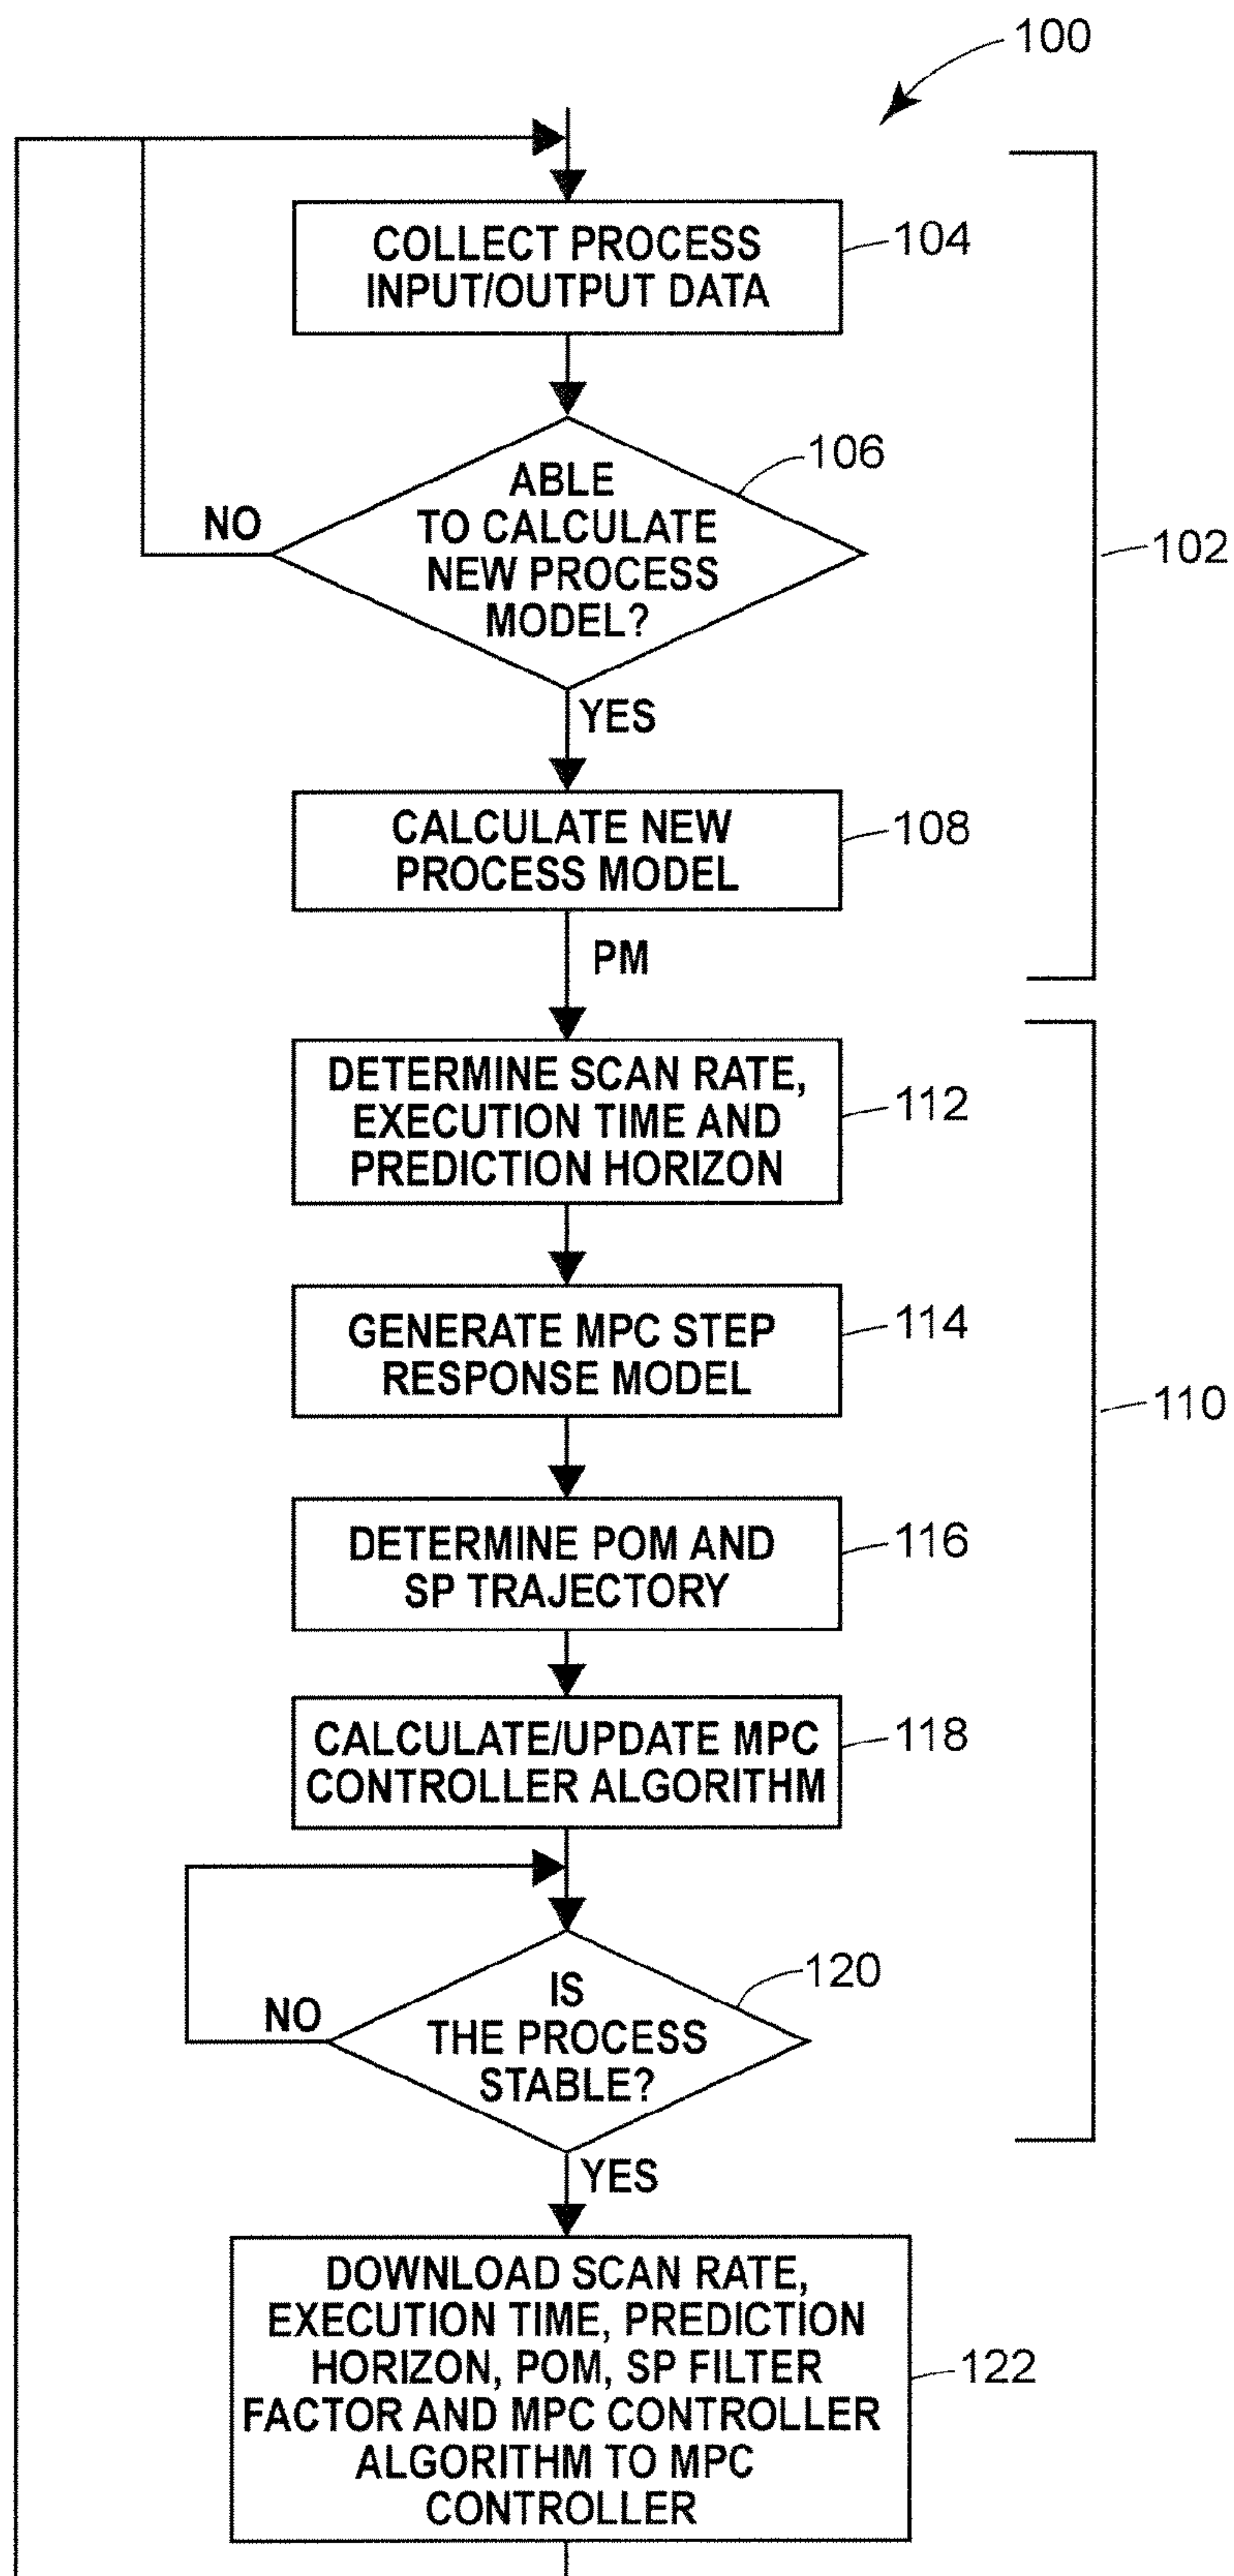 100
COLLECT PROCESS
INPUT/OUTPUT DATA
104
ABLE
TO CALCULATE
NEW PROCESS
MODEL?
106
NO
102
YES
CALCULATE NEW
PROCESS MODEL
108
PM
DETERMINE SCAN RATE,
EXECUTION TIME AND
PREDICTION HORIZON
112
GENERATE MPC STEP
RESPONSE MODEL
114
110
DETERMINE POM AND
SP TRAJECTORY
116
CALCULATE/UPDATE MPC
CONTROLLER ALGORITHM
118
IS
THE PROCESS
STABLE?
120
NO
YES
DOWNLOAD SCAN RATE,
EXECUTION TIME, PREDICTION
HORIZON, POM, SP FILTER
FACTOR AND MPC CONTROLLER
ALGORITHM TO MPC
CONTROLLER
122